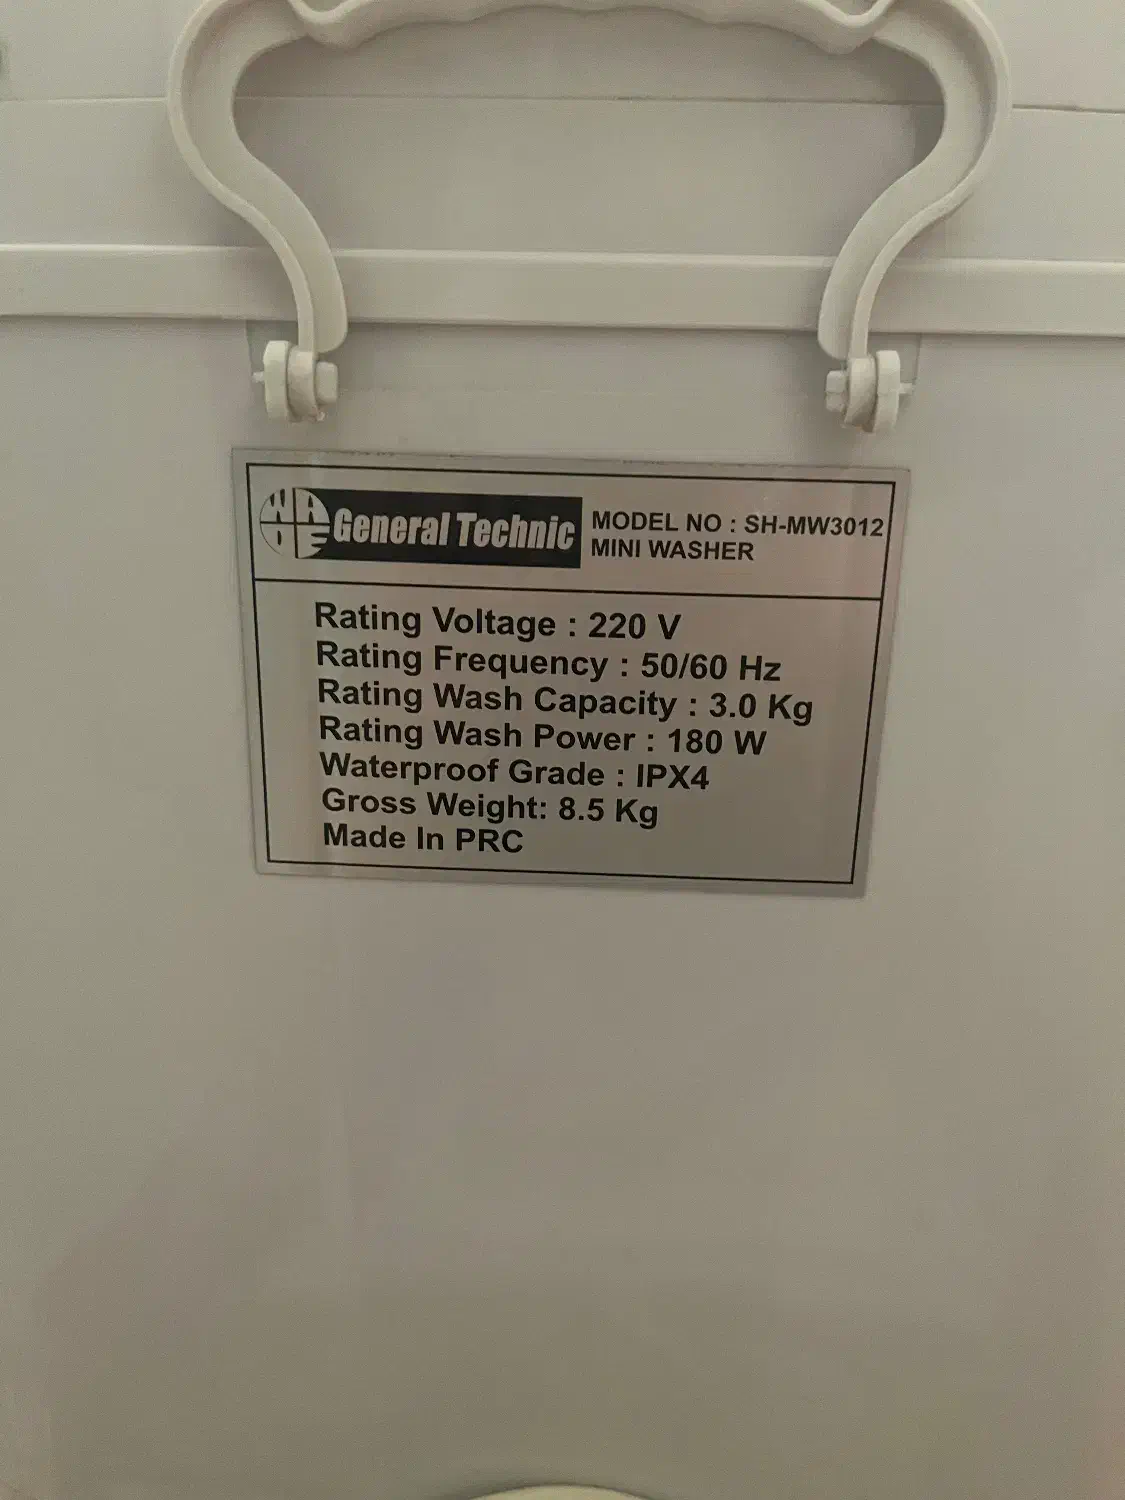 WADE
General Technic
MODEL NO : SH-MW3012
MINI WASHER
Rating Voltage : 220 V
Rating Frequency : 50/60 Hz
Rating Wash Capacity : 3.0 Kg
Rating Wash Power : 180 W
Waterproof Grade : IPX4
Gross Weight: 8.5 Kg
Made In PRC